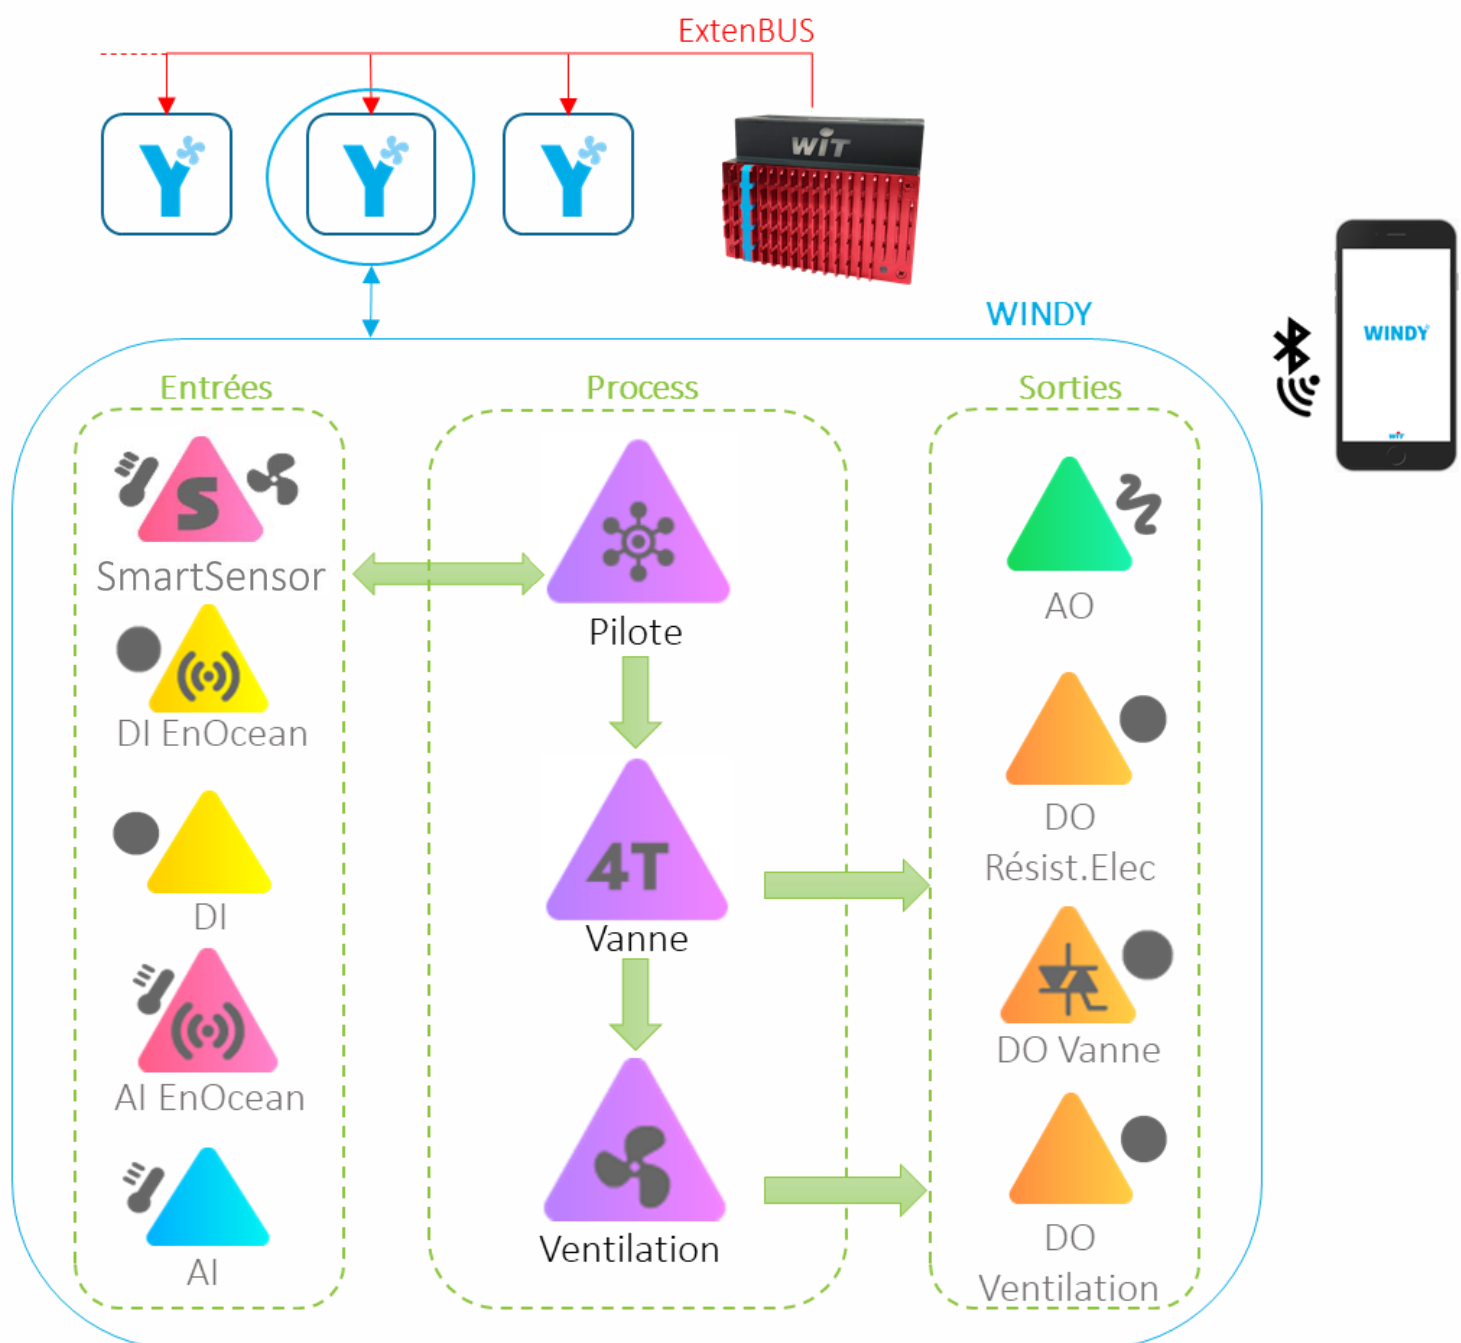 ExtenBUS
Y
Y
Y
WiT
WINDY
WINDY
wiT
Entrées
Process
Sorties
S
SmartSensor
Pilote
AO
DI EnOcean
DI
4T
Vanne
DO
Résist.Elec
AI EnOcean
DO Vanne
AI
Ventilation
DO
Ventilation